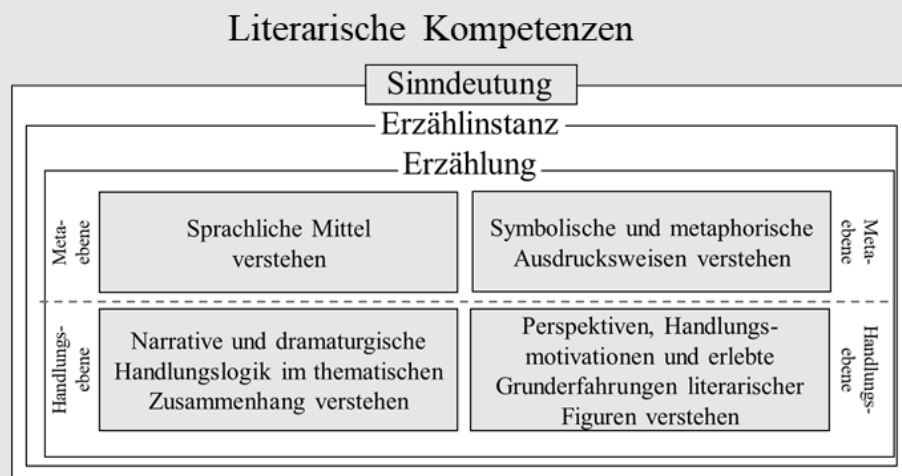 Literarische Kompetenzen
Sinndeutung
Erzählinstanz
Erzählung
Meta-
ebene
Sprachliche Mittel
verstehen
Symbolische und metaphorische
Ausdrucksweisen verstehen
Meta-
ebene
Handlungs-
ebene
Narrative und dramaturgische
Handlungslogik im thematischen
Zusammenhang verstehen
Perspektiven, Handlungs-
motivationen und erlebte
Grunderfahrungen literarischer
Figuren verstehen
Handlungs-
ebene